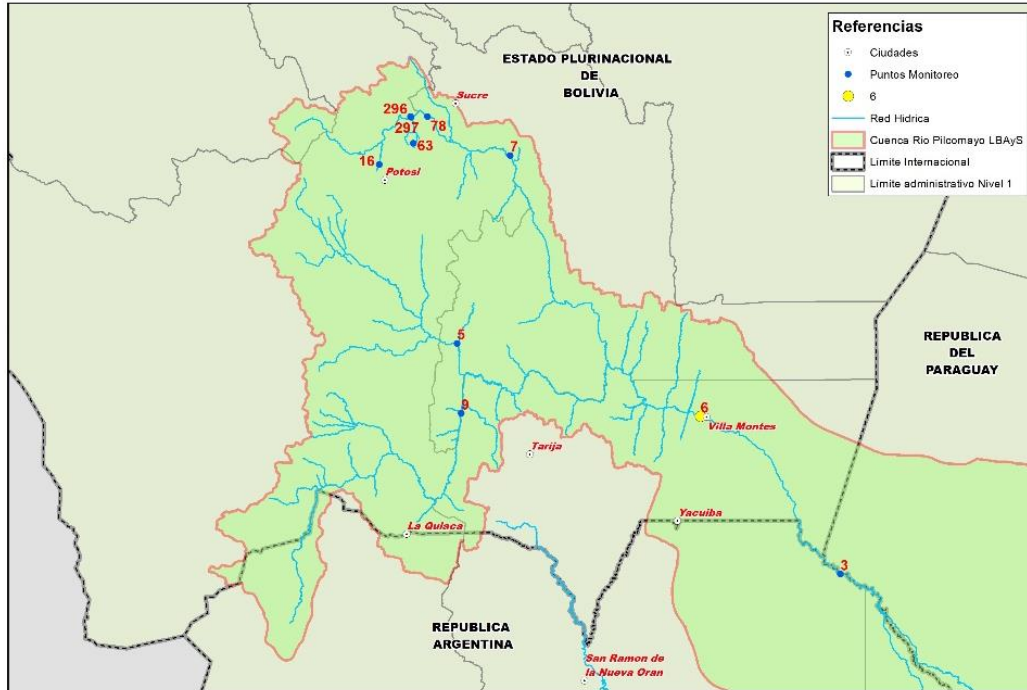 Referencias
Ciudades
Puntos Monitoreo
6
Red Hidrica
Cuenca Rio Pilcomayo LBAyS
Limite Internacional
Limite administrativo Nivel 1
ESTADO PLURINACIONAL
DE
BOLIVIA
Sucre
296
297
78
63
7
16
Potosi
5
REPUBLICA
DEL
PARAGUAY
9
6
Villa Montes
Tarija
La Quiaca
Yacuiba
3
REPUBLICA
ARGENTINA
San Ramon de
la Nueva Oran